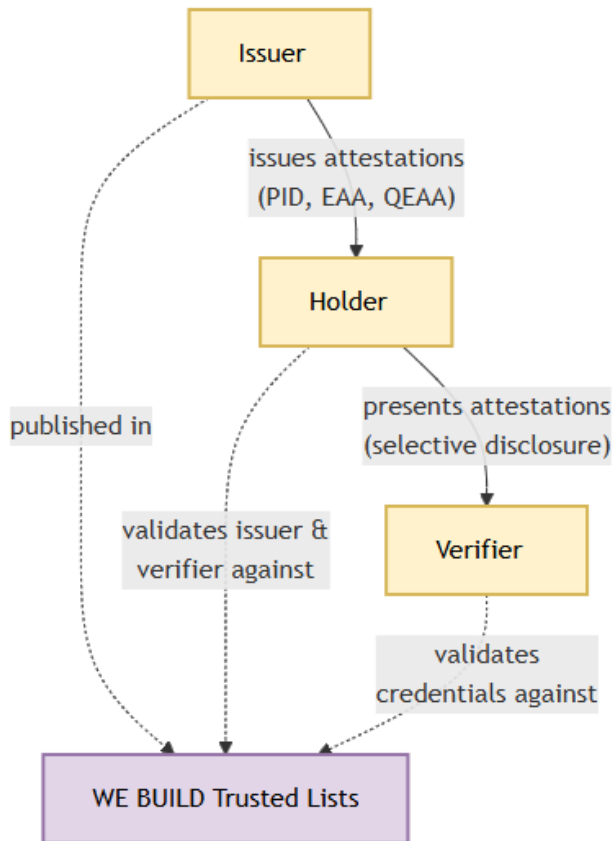 Issuer
issues attestations
(PID, EAA, QEAA)
Holder
published in
presents attestations
(selective disclosure)
validates issuer &
verifier against
Verifier
validates
credentials against
WE BUILD Trusted Lists